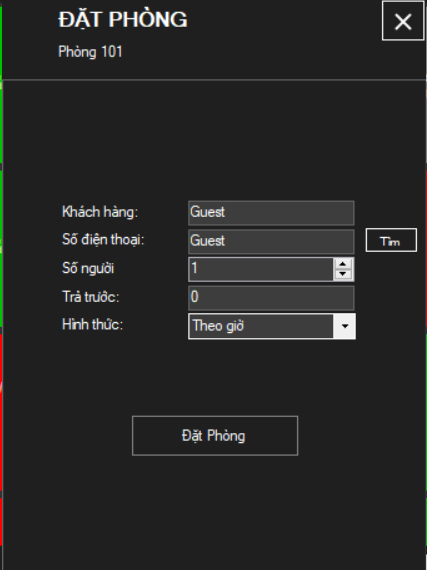 ĐẶT PHÒNG
Phòng 101
Khách hàng: Guest
Số điện thoại: Guest Tìm
Số người 1
Trả trước: 0
Hình thức: Theo giờ
Đặt Phòng